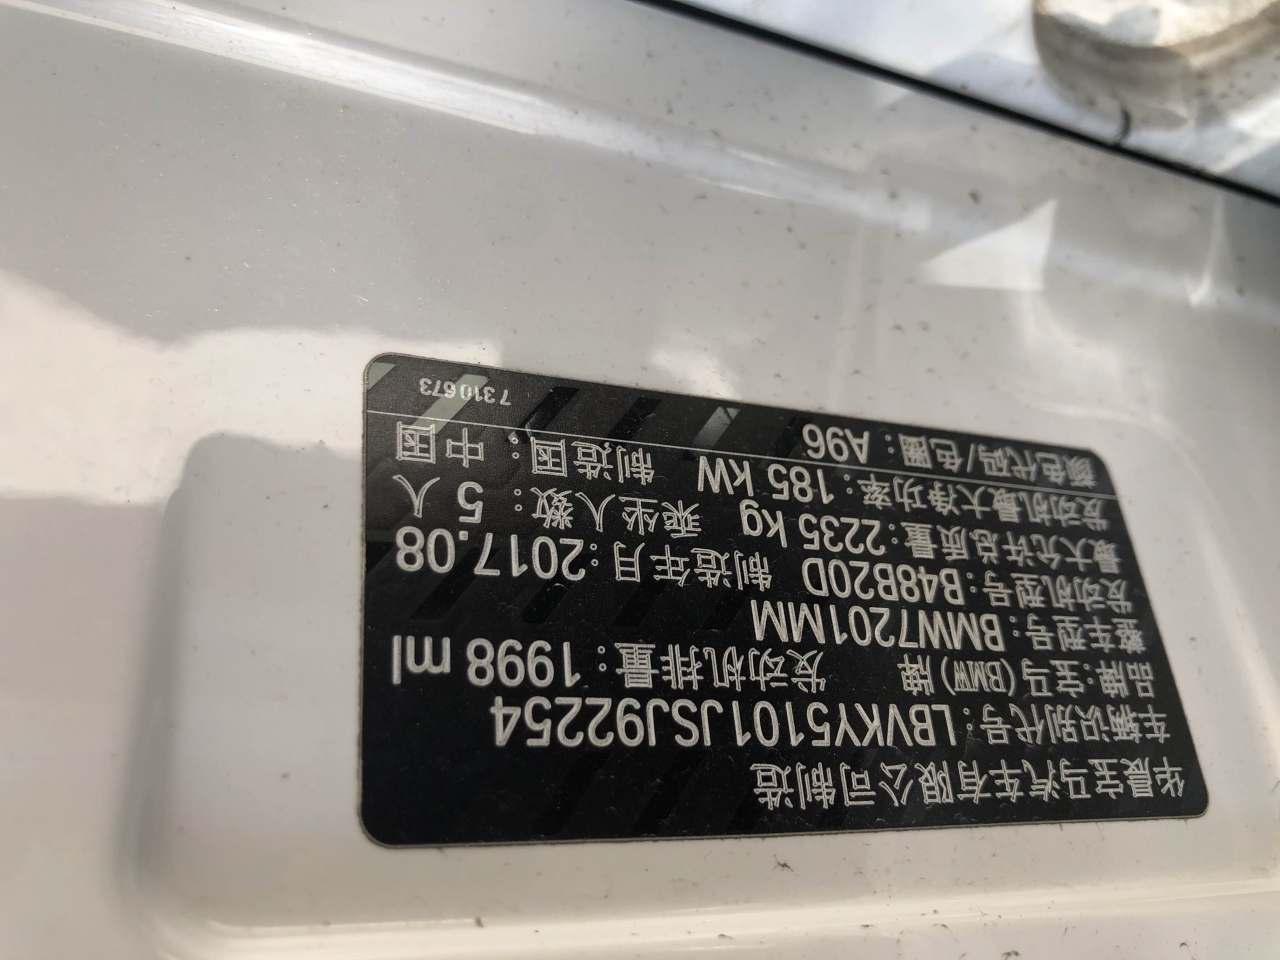 华晨宝马汽车有限公司制造
车辆识别代号：LBVKY5101JSJ92254
品牌：宝马(BMW)牌 发动机排量：1998 ml
整车型号：BMW7201MM
发动机型号：B48B20D 制造年月：2017.08
最大允许总质量：2235 kg 乘坐人数：5 人
发动机最大净功率：185 kW 制造国：中国
颜色代码/色圈：A96
7310673